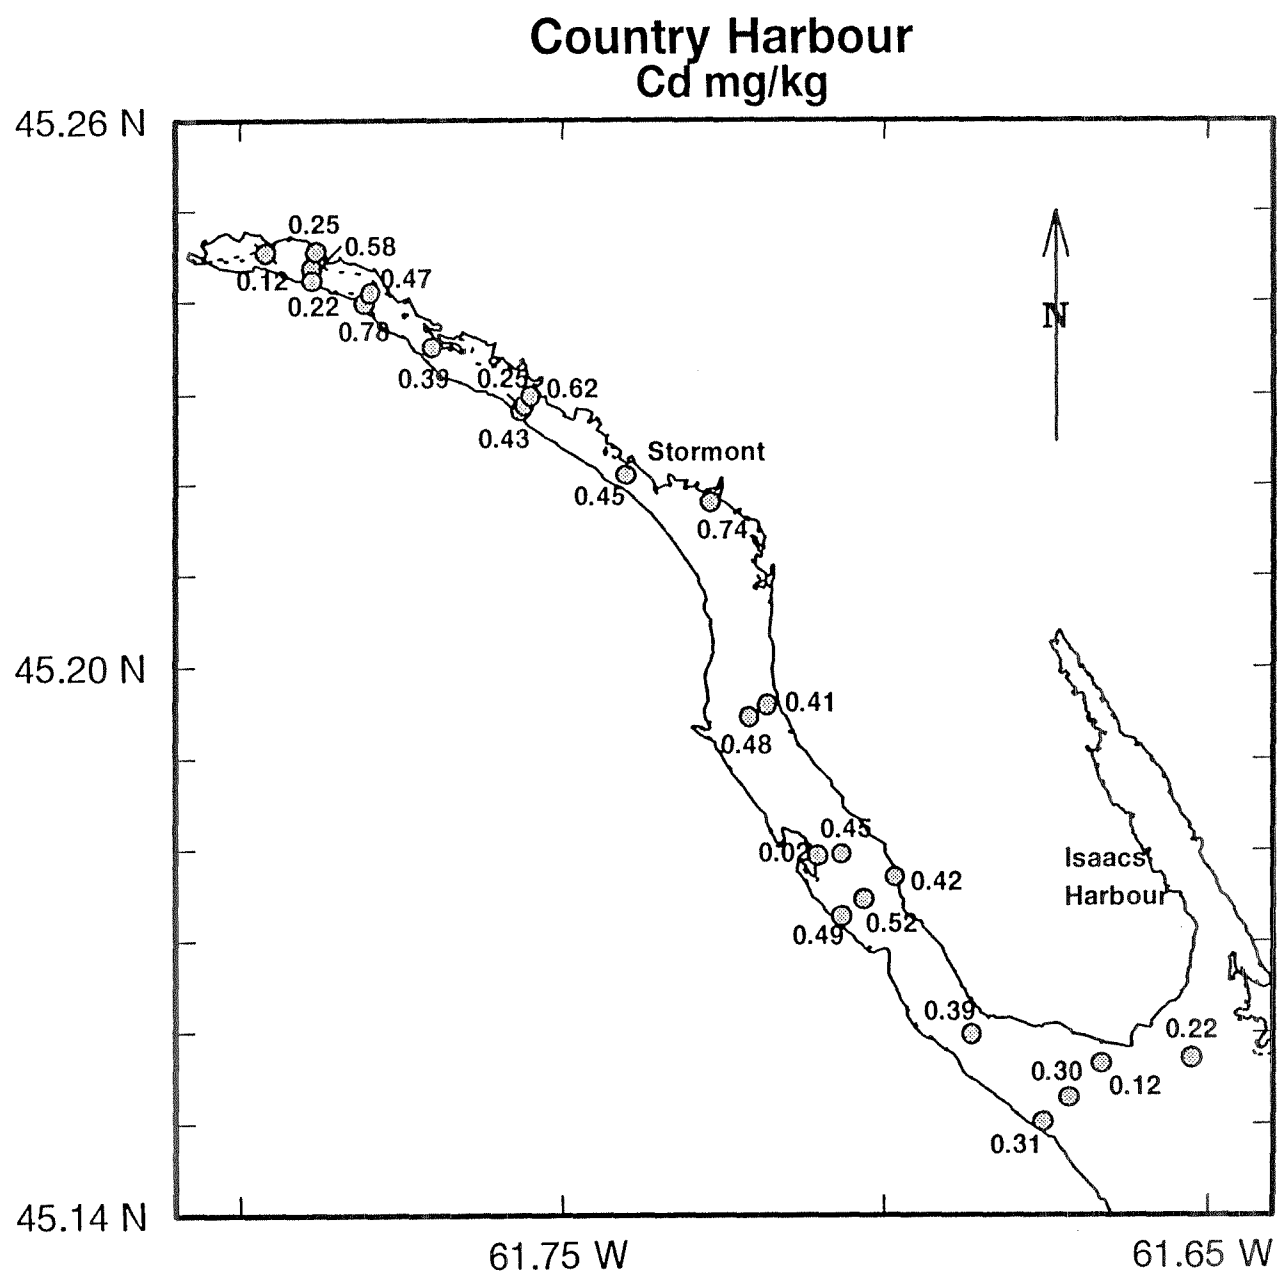 Country Harbour
Cd mg/kg
45.26 N
0.25
0.58
0.12
0.47
0.22
0.78
N
0.39
0.25
0.62
0.43
Stormont
0.45
0.74
45.20 N
0.41
0.48
0.45
0.02
Isaacs
0.42
Harbour
0.52
0.49
0.39
0.22
0.30
0.12
0.31
45.14 N
61.75 W
61.65 W